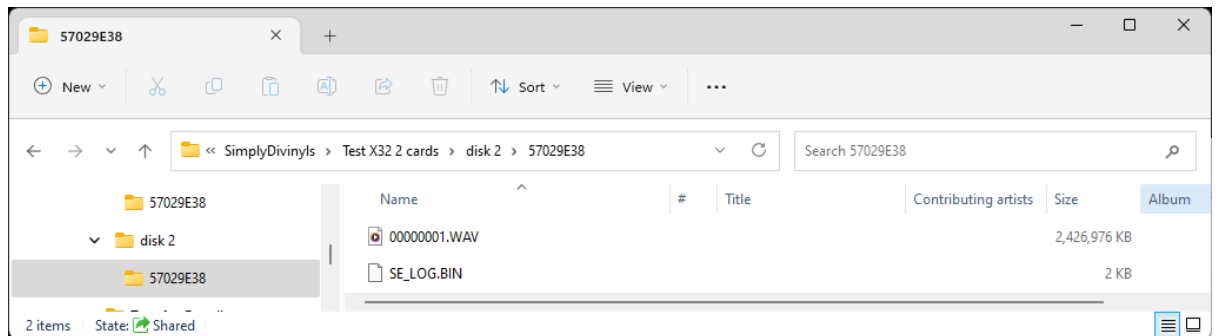 57029E38
New Sort View
« SimplyDivinyls > Test X32 2 cards > disk 2 > 57029E38 Search 57029E38
57029E38 Name # Title Contributing artists Size Album
disk 2 00000001.WAV 2,426,976 KB
57029E38 SE_LOG.BIN 2 KB
2 items State: Shared